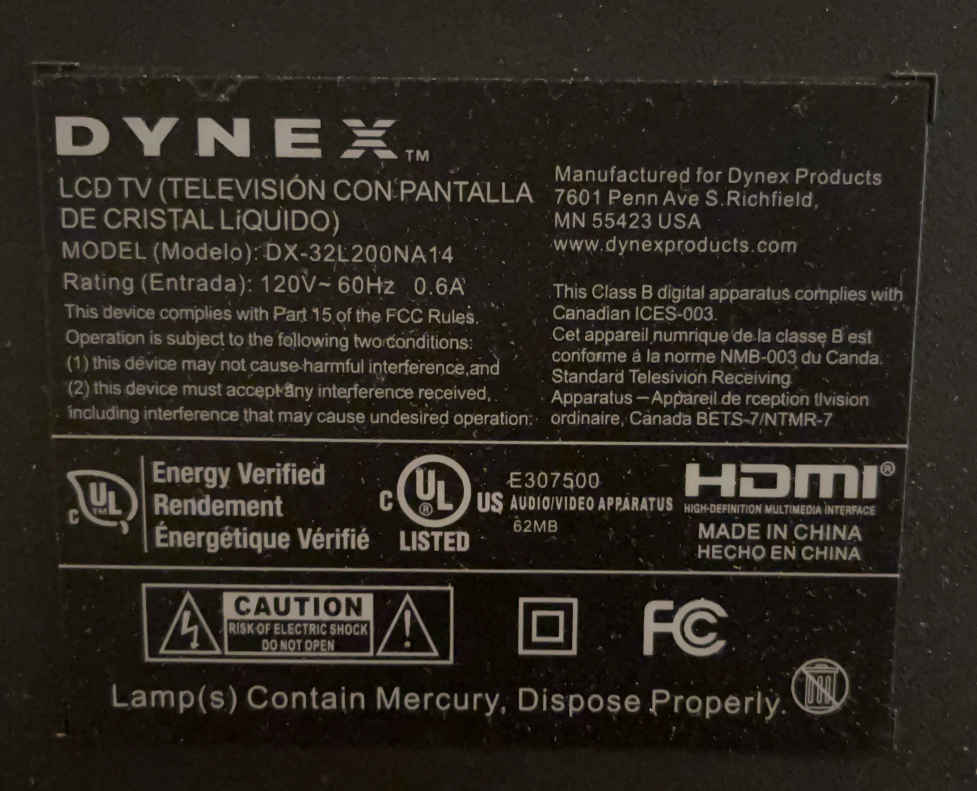 DYNEX™
LCD TV (TELEVISIÓN CON PANTALLA
DE CRISTAL LíQUIDO)
MODEL (Modelo): DX-32L200NA14
Rating (Entrada): 120V~ 60Hz 0.6A
This device complies with Part 15 of the FCC Rules.
Operation is subject to the following two conditions:
(1) this device may not cause harmful interference, and
(2) this device must accept any interference received,
including interference that may cause undesired operation.
Manufactured for Dynex Products
7601 Penn Ave S. Richfield,
MN 55423 USA
www.dynexproducts.com
This Class B digital apparatus complies with
Canadian ICES-003.
Cet appareil numrique de la classe B est
conforme á la norme NMB-003 du Canda.
Standard Telesivion Receiving
Apparatus – Appareil de rception tlvision
ordinaire, Canada BETS-7/NTMR-7
C UL™
Energy Verified
Rendement
Énergétique Vérifié
C UL® US
LISTED
E307500
AUDIO/VIDEO APPARATUS
62MB
HDMI®
HIGH-DEFINITION MULTIMEDIA INTERFACE
MADE IN CHINA
HECHO EN CHINA
CAUTION
RISK OF ELECTRIC SHOCK
DO NOT OPEN
FC
Lamp(s) Contain Mercury, Dispose Properly.